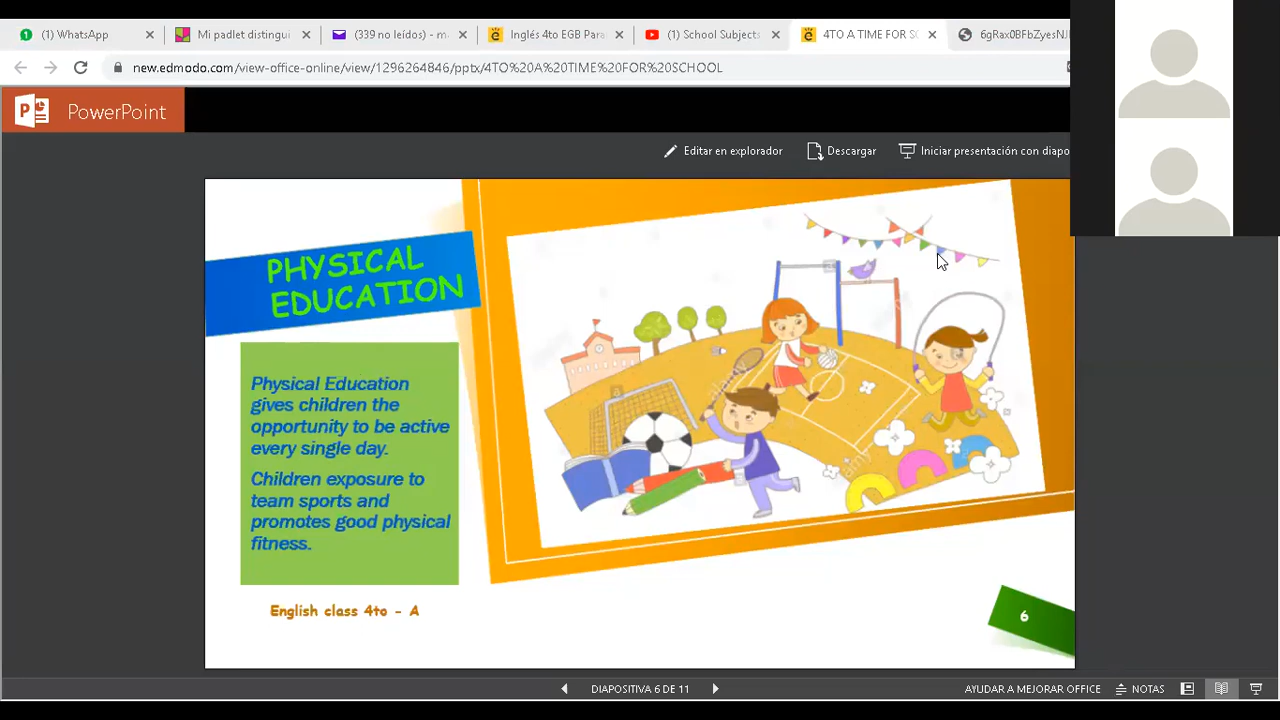 (1) WhatsApp
Mi padlet distingui
(339 no leídos) - m
Inglés 4to EGB Para
(1) School Subjects
4TO A TIME FOR SC
6gRax0BFbZyesNJ
new.edmodo.com/view-office-online/view/1296264846/pptx/4TO%20A%20TIME%20FOR%20SCHOOL
PowerPoint
Editar en explorador
Descargar
Iniciar presentación con diapo
PHYSICAL
EDUCATION
Physical Education
gives children the
opportunity to be active
every single day.
Children exposure to
team sports and
promotes good physical
fitness.
English class 4to - A
6
DIAPOSITIVA 6 DE 11
AYUDAR A MEJORAR OFFICE
NOTAS